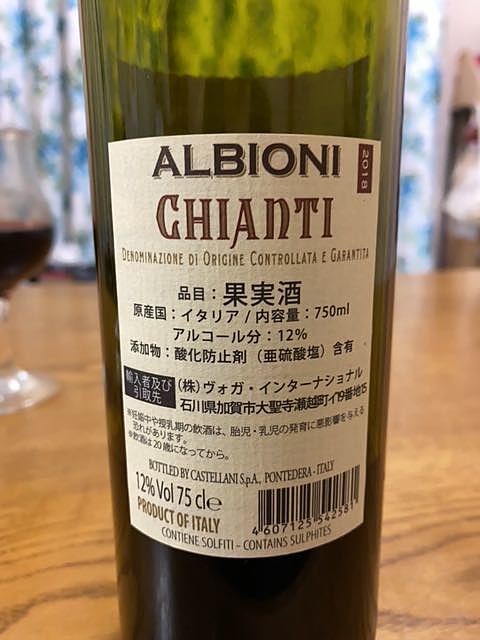 ALBIONI
2018
CHIANTI
DENOMINAZIONE DI ORIGINE CONTROLLATA E GARANTITA
品目：果実酒
原産国：イタリア / 内容量：750ml
アルコール分：12%
添加物：酸化防止剤（亜硫酸塩）含有
輸入者及び引取先
(株)ヴォガ・インターナショナル
石川県加賀市大聖寺瀬越町イ19番地15
※妊娠中や授乳期の飲酒は、胎児・乳児の発育に悪影響を与える
恐れがあります。
※飲酒は20歳になってから。
BOTTLED BY CASTELLANI S.p.A., PONTEDERA - ITALY
12% Vol 75 cl e
PRODUCT OF ITALY
4607125542581
CONTIENE SOLFITI - CONTAINS SULPHITES